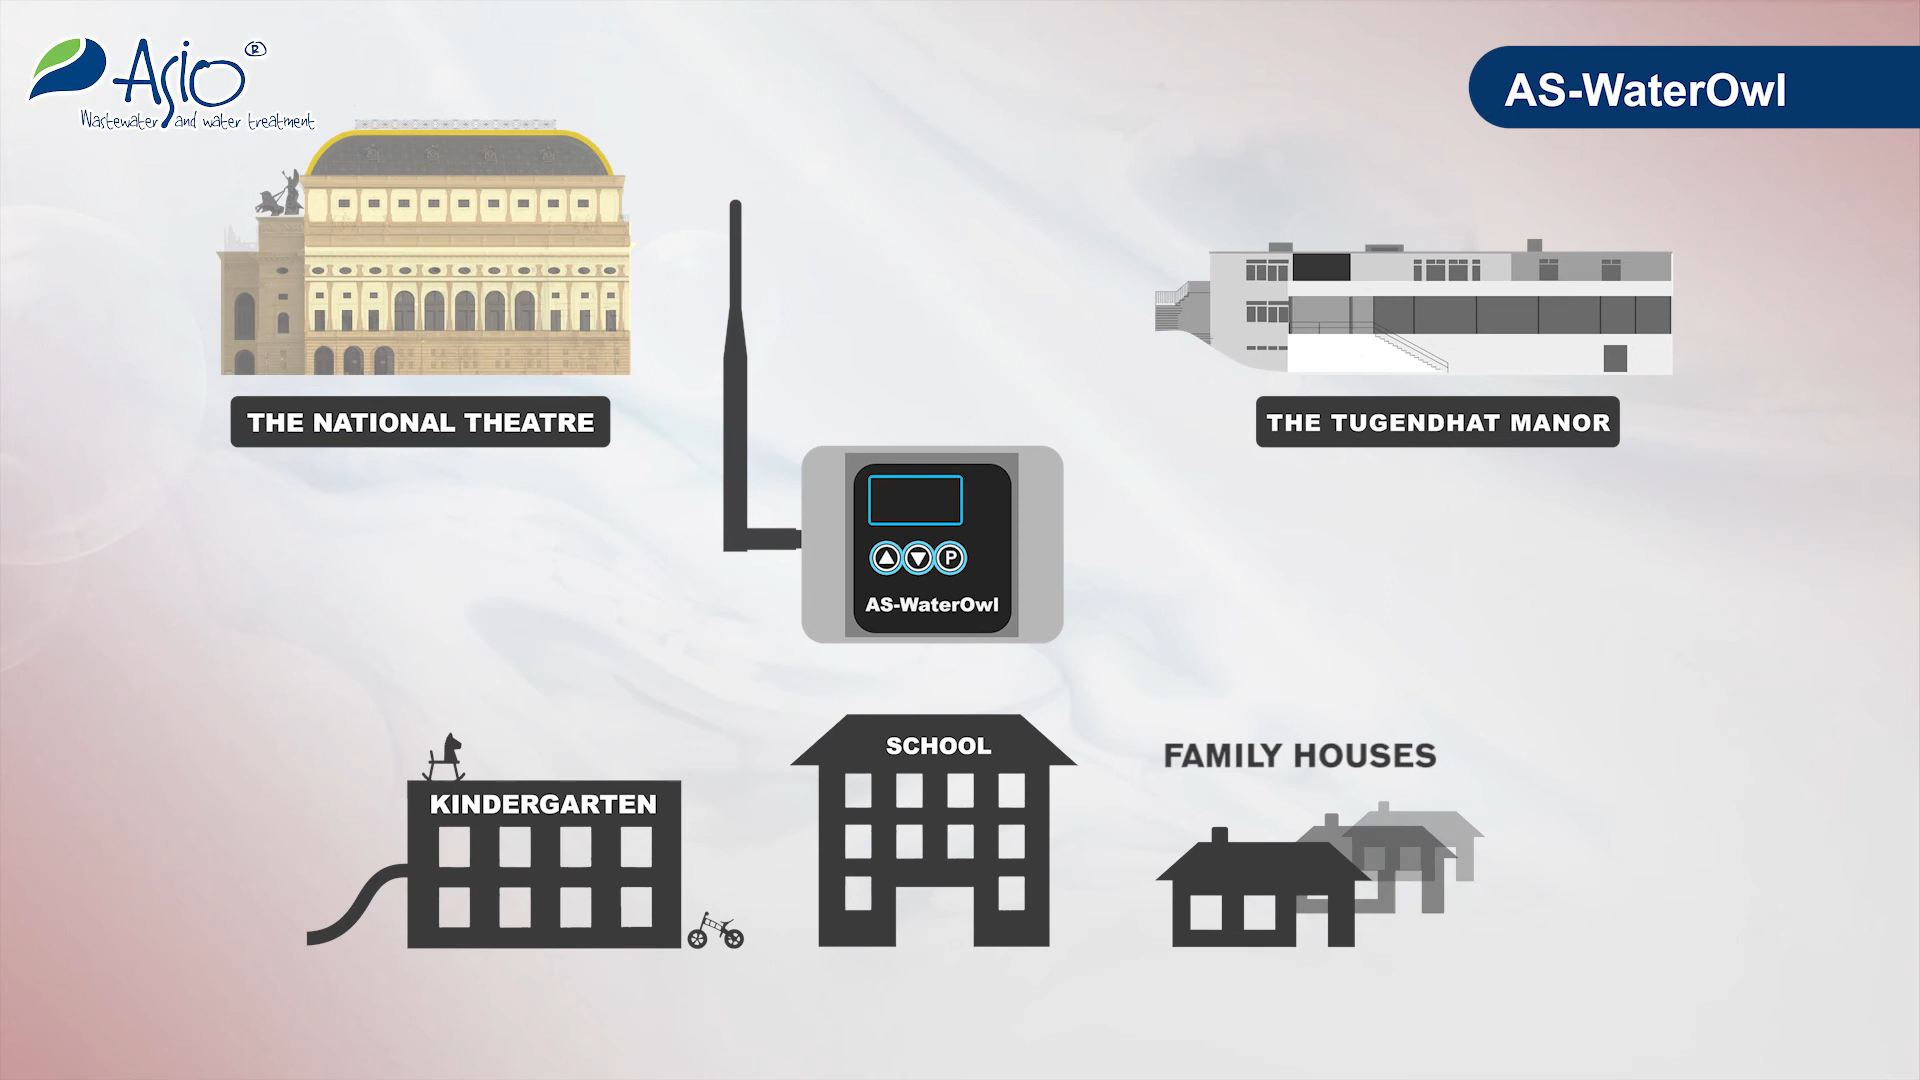 Asio®
Wastewater and water treatment
AS-WaterOwl
THE NATIONAL THEATRE
THE TUGENDHAT MANOR
P
AS-WaterOwl
SCHOOL
FAMILY HOUSES
KINDERGARTEN